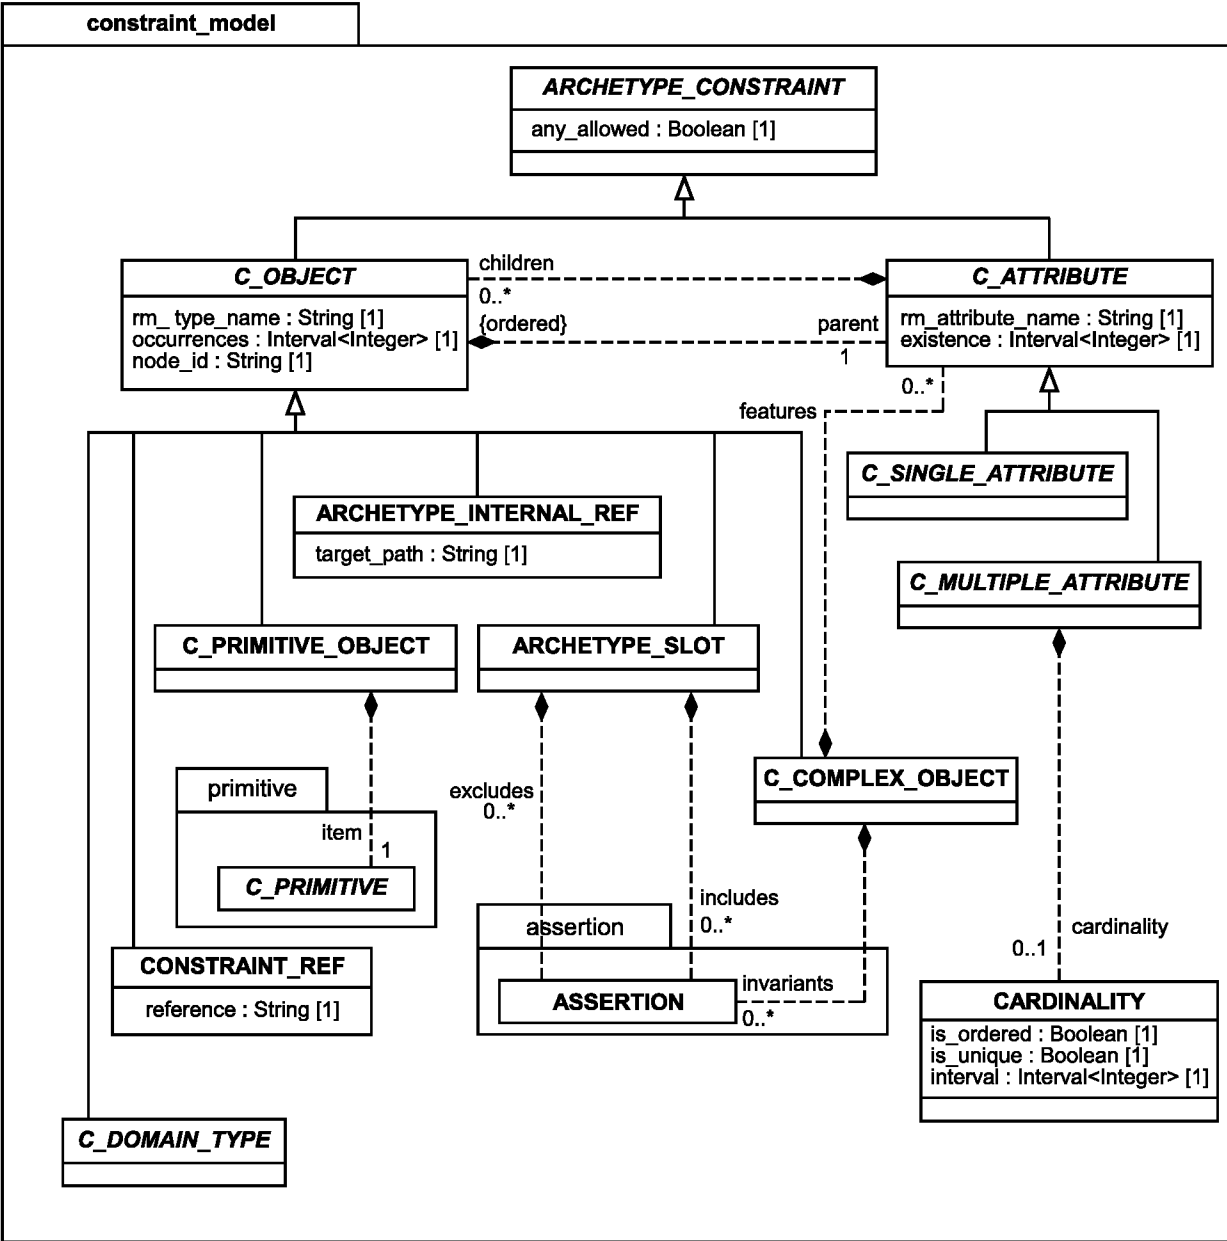 constraint_model
ARCHETYPE_CONSTRAINT
any_allowed : Boolean [1]
C_OBJECT
rm_ type_name : String [1]
occurrences : Interval<Integer> [1]
node_id : String [1]
children
0..*
{ordered}
parent
1
C_ATTRIBUTE
rm_attribute_name : String [1]
existence : Interval<Integer> [1]
0..*
features
C_SINGLE_ATTRIBUTE
ARCHETYPE_INTERNAL_REF
target_path : String [1]
C_MULTIPLE_ATTRIBUTE
C_PRIMITIVE_OBJECT
ARCHETYPE_SLOT
C_COMPLEX_OBJECT
primitive
item
1
C_PRIMITIVE
excludes
0..*
includes
0..*
assertion
ASSERTION
invariants
0..*
cardinality
0..1
CONSTRAINT_REF
reference : String [1]
CARDINALITY
is_ordered : Boolean [1]
is_unique : Boolean [1]
interval : Interval<Integer> [1]
C_DOMAIN_TYPE